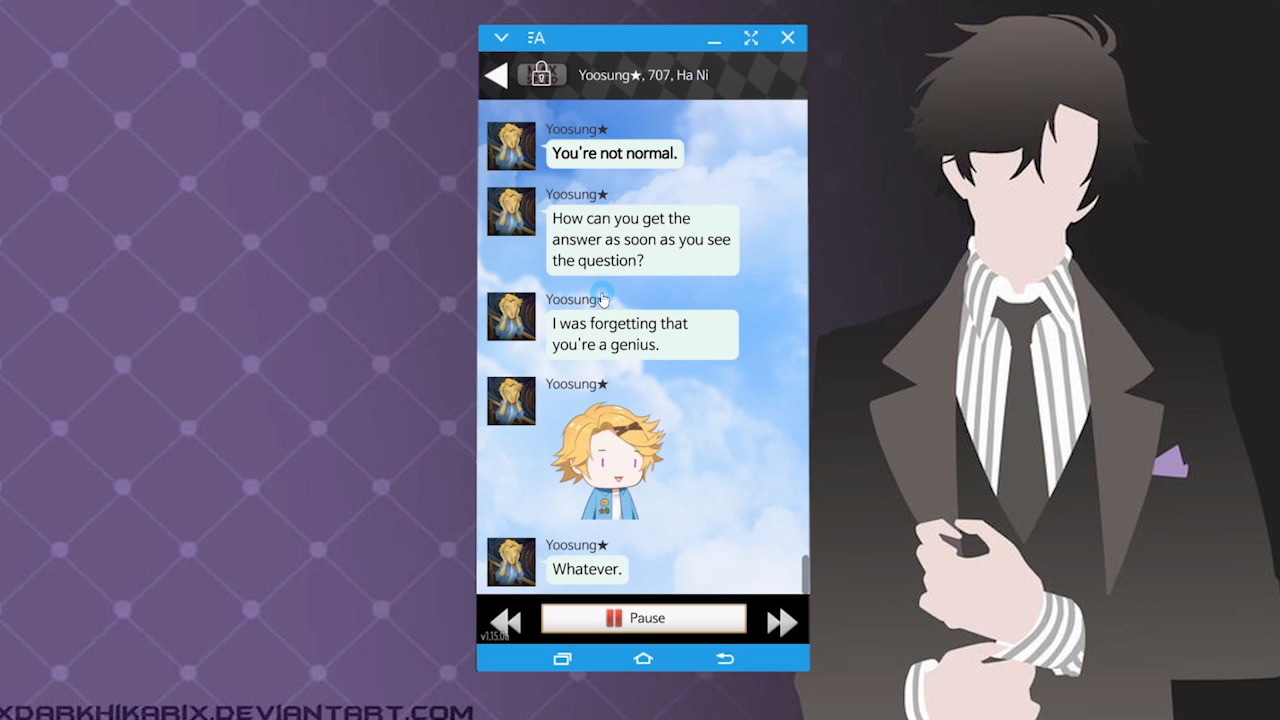 Yoosung★, 707, Ha Ni
Yoosung★
You're not normal.
Yoosung★
How can you get the
answer as soon as you see
the question?
Yoosung
I was forgetting that
you're a genius.
Yoosung★
Yoosung★
Whatever.
Pause
XDARKHIKARIX.DEVIANTART.COM